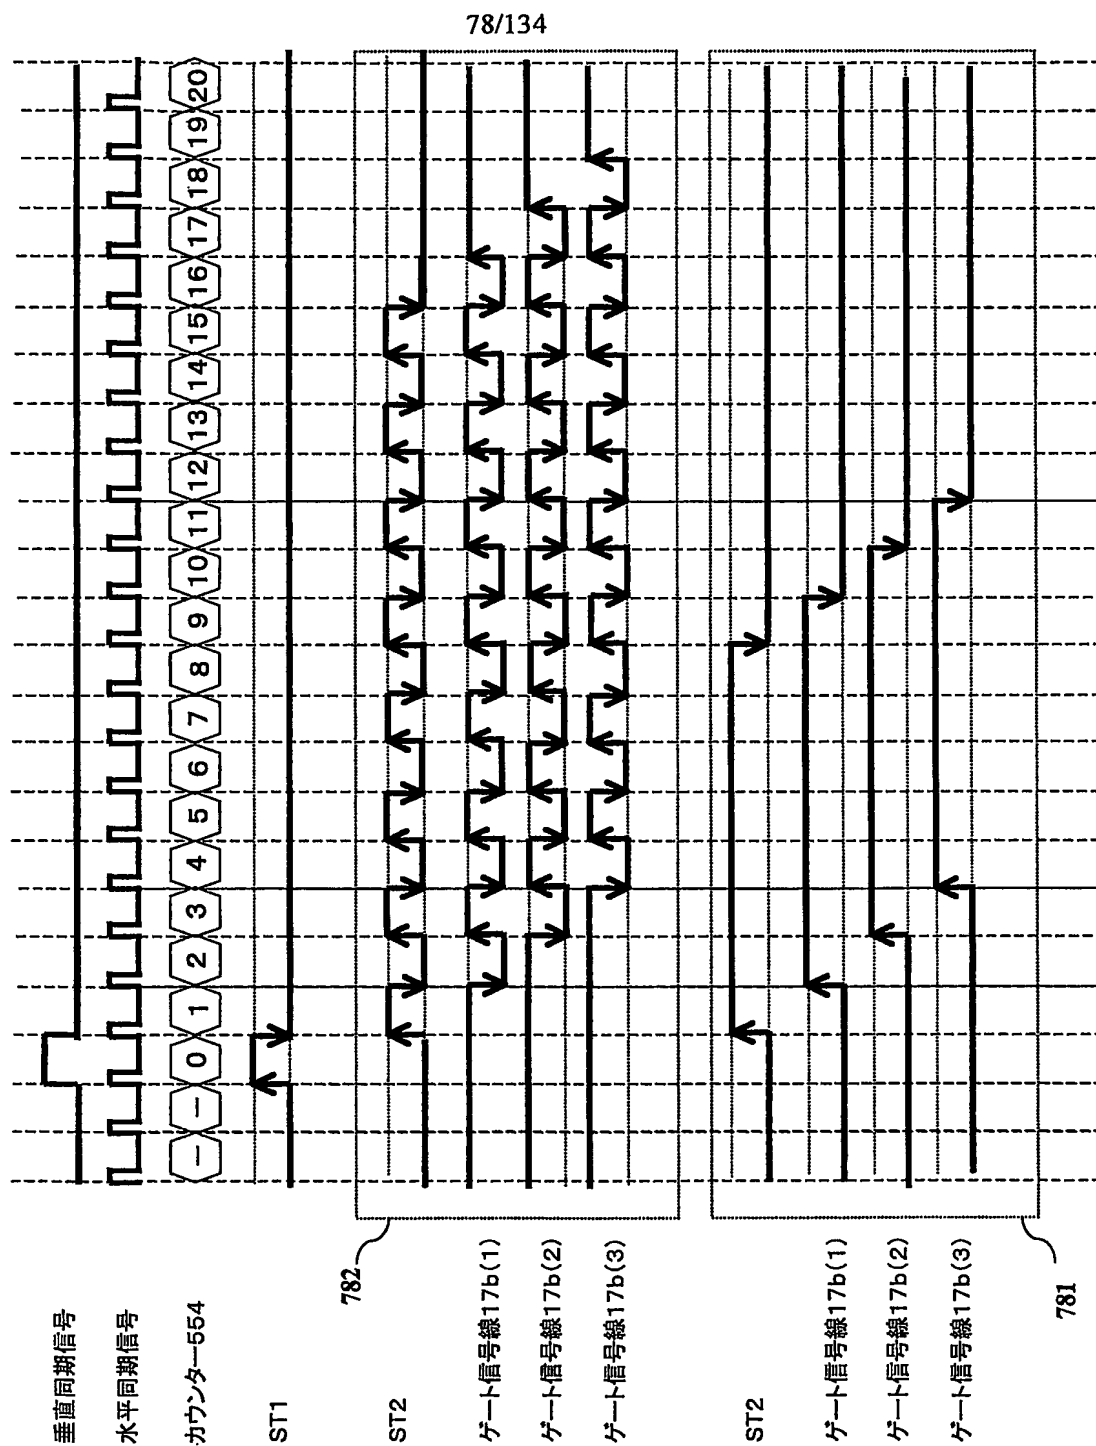 78/134
垂直同期信号
水平同期信号
カウンター554
— — 0 1 2 3 4 5 6 7 8 9 10 11 12 13 14 15 16 17 18 19 20
ST1
782
ST2
ゲート信号線17b(1)
ゲート信号線17b(2)
ゲート信号線17b(3)
ST2
ゲート信号線17b(1)
ゲート信号線17b(2)
ゲート信号線17b(3)
781